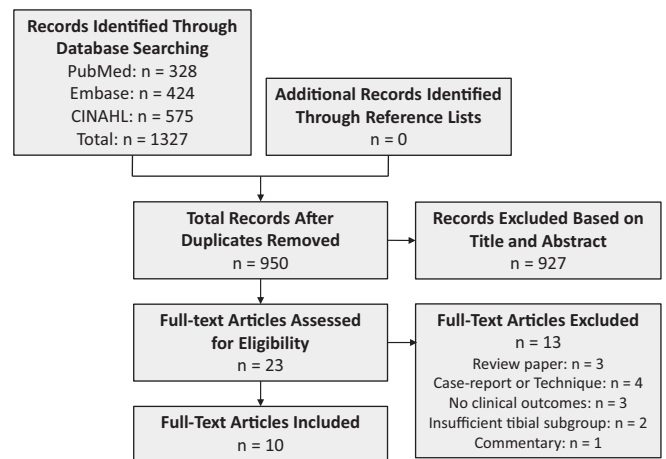 Records Identified Through
Database Searching
PubMed: n = 328
Embase: n = 424
CINAHL: n = 575
Total: n = 1327
Additional Records Identified
Through Reference Lists
n = 0
Total Records After
Duplicates Removed
n = 950
Records Excluded Based on
Title and Abstract
n = 927
Full-text Articles Assessed
for Eligibility
n = 23
Full-Text Articles Excluded
n = 13
Review paper: n = 3
Case-report or Technique: n = 4
No clinical outcomes: n = 3
Insufficient tibial subgroup: n = 2
Commentary: n = 1
Full-Text Articles Included
n = 10